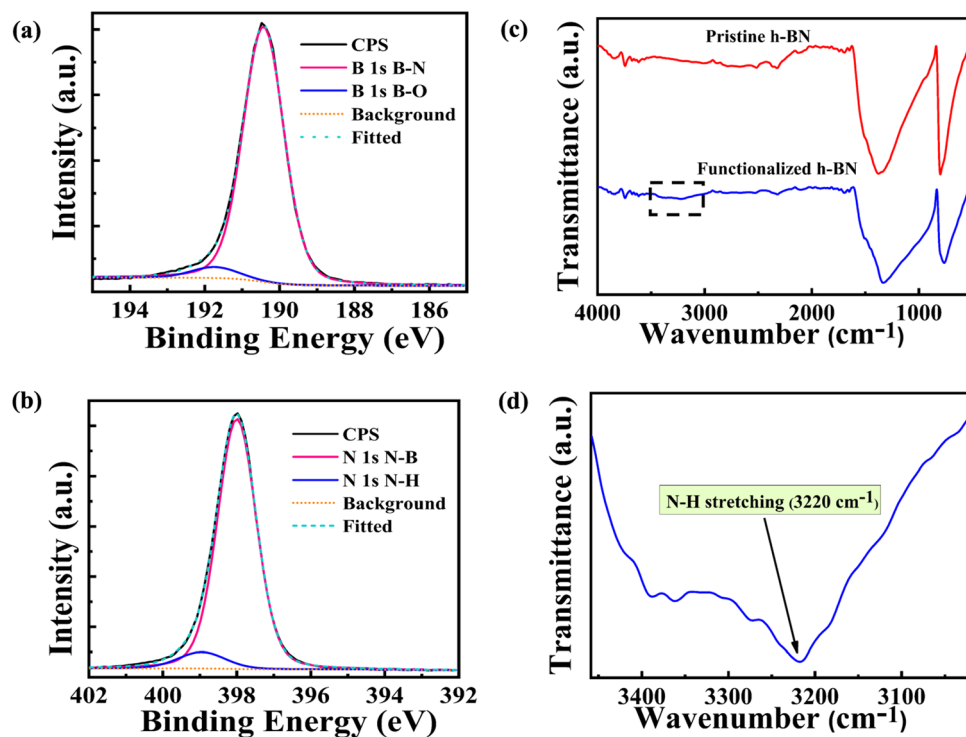 (a)
CPS
B 1s B-N
B 1s B-O
Background
Fitted
Intensity (a.u.)
194 192 190 188 186
Binding Energy (eV)
(c)
Pristine h-BN
Functionalized h-BN
Transmittance (a.u.)
4000 3000 2000 1000
Wavenumber (cm-1)
(b)
CPS
N 1s N-B
N 1s N-H
Background
Fitted
Intensity (a.u.)
402 400 398 396 394 392
Binding Energy (eV)
(d)
N-H stretching (3220 cm-1)
Transmittance (a.u.)
3400 3300 3200 3100
Wavenumber (cm-1)